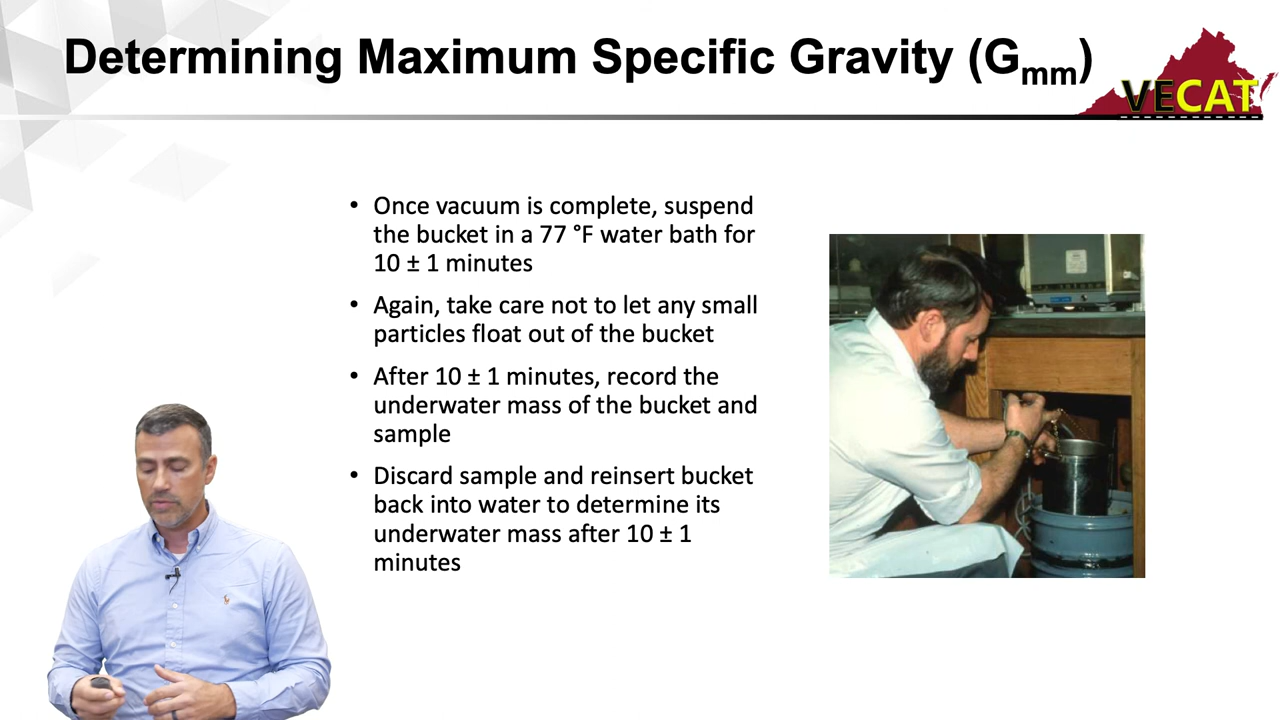 Determining Maximum Specific Gravity (Gmm)
VECAT
• Once vacuum is complete, suspend
the bucket in a 77 °F water bath for
10 ± 1 minutes
• Again, take care not to let any small
particles float out of the bucket
• After 10 ± 1 minutes, record the
underwater mass of the bucket and
sample
• Discard sample and reinsert bucket
back into water to determine its
underwater mass after 10 ± 1
minutes